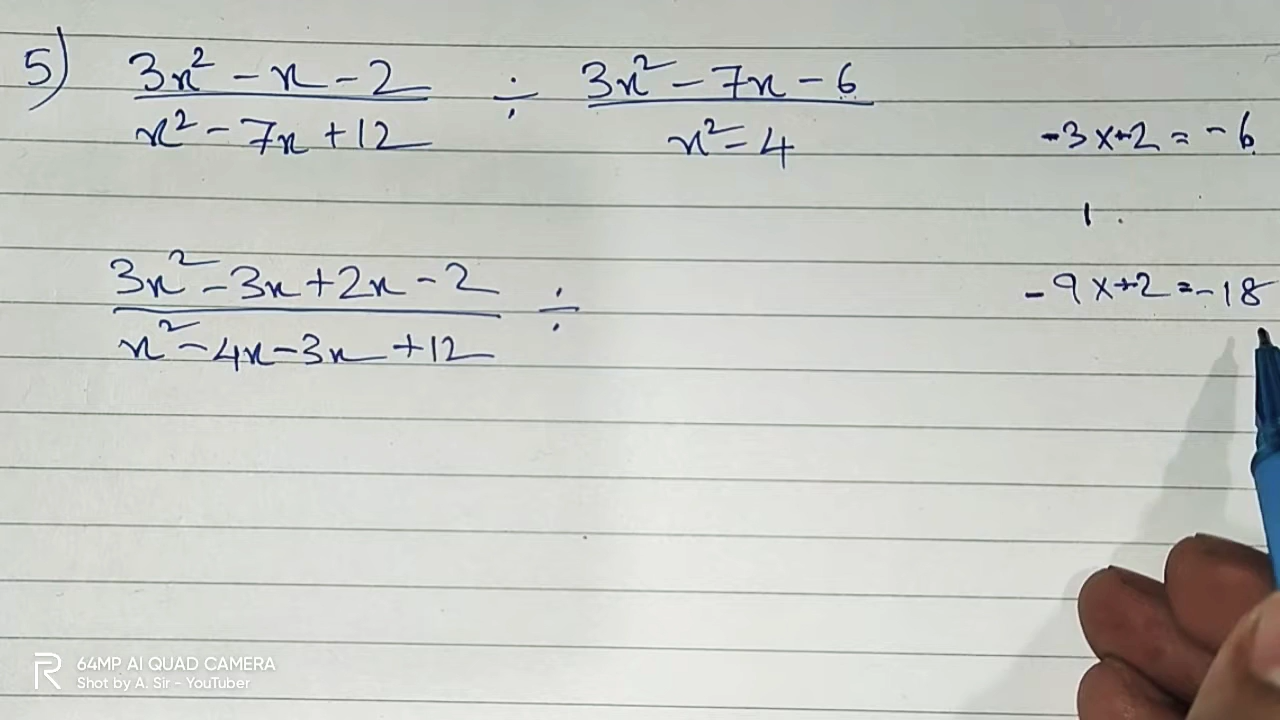 5) 3x² - x - 2 ÷ 3x² - 7x - 6
x² - 7x + 12 x² - 4
-3 x +2 = -6
1 .
3x² - 3x + 2x - 2 ÷
x² - 4x - 3x + 12
-9 x +2 = -18
64MP AI QUAD CAMERA
Shot by A. Sir - YouTuber